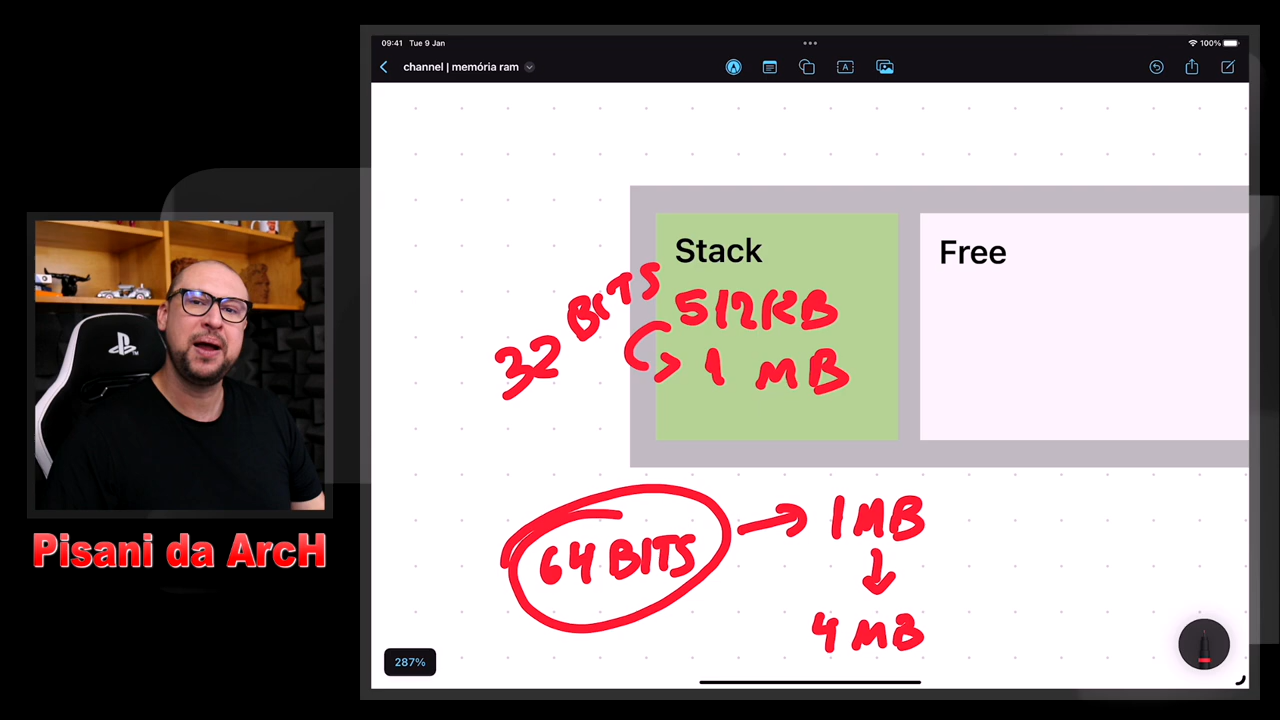 09:41 Tue 9 Jan
100%
channel | memória ram
A
Stack
Free
32 BITS
512KB
1 MB
64 BITS
1MB
4 MB
287%
Pisani da ArcH